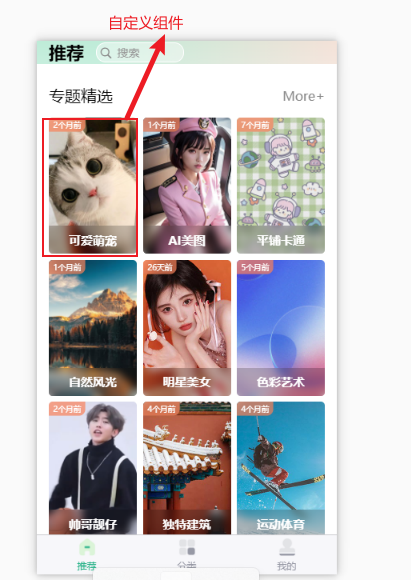 自定义组件
推荐 搜索
专题精选 More+
2个月前 1个月前 7个月前
可爱萌宠 AI美图 平铺卡通
1个月前 26天前 5个月前
自然风光 明星美女 色彩艺术
2个月前 4个月前 4个月前
帅哥靓仔 独特建筑 运动体育
推荐 分类 我的